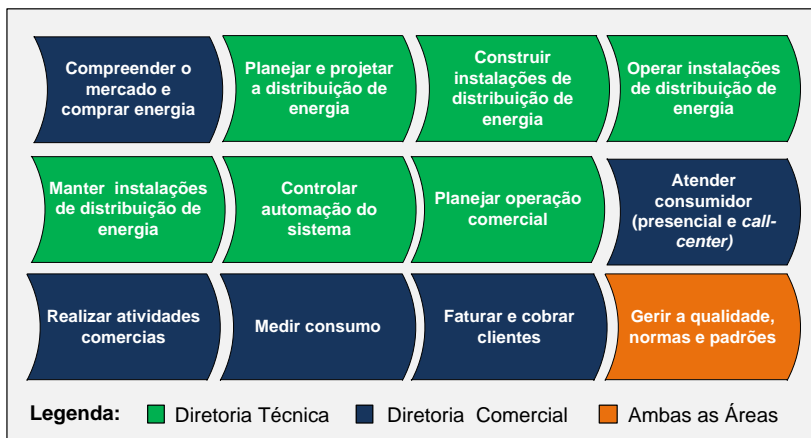 Compreender o
mercado e
comprar energia
Planejar e projetar
a distribuição de
energia
Construir
instalações de
distribuição de
energia
Operar instalações
de distribuição de
energia
Manter instalações
de distribuição de
energia
Controlar
automação do
sistema
Planejar operação
comercial
Atender
consumidor
(presencial e call-
center)
Realizar atividades
comercias
Medir consumo
Faturar e cobrar
clientes
Gerir a qualidade,
normas e padrões
Legenda: Diretoria Técnica Diretoria Comercial Ambas as Áreas